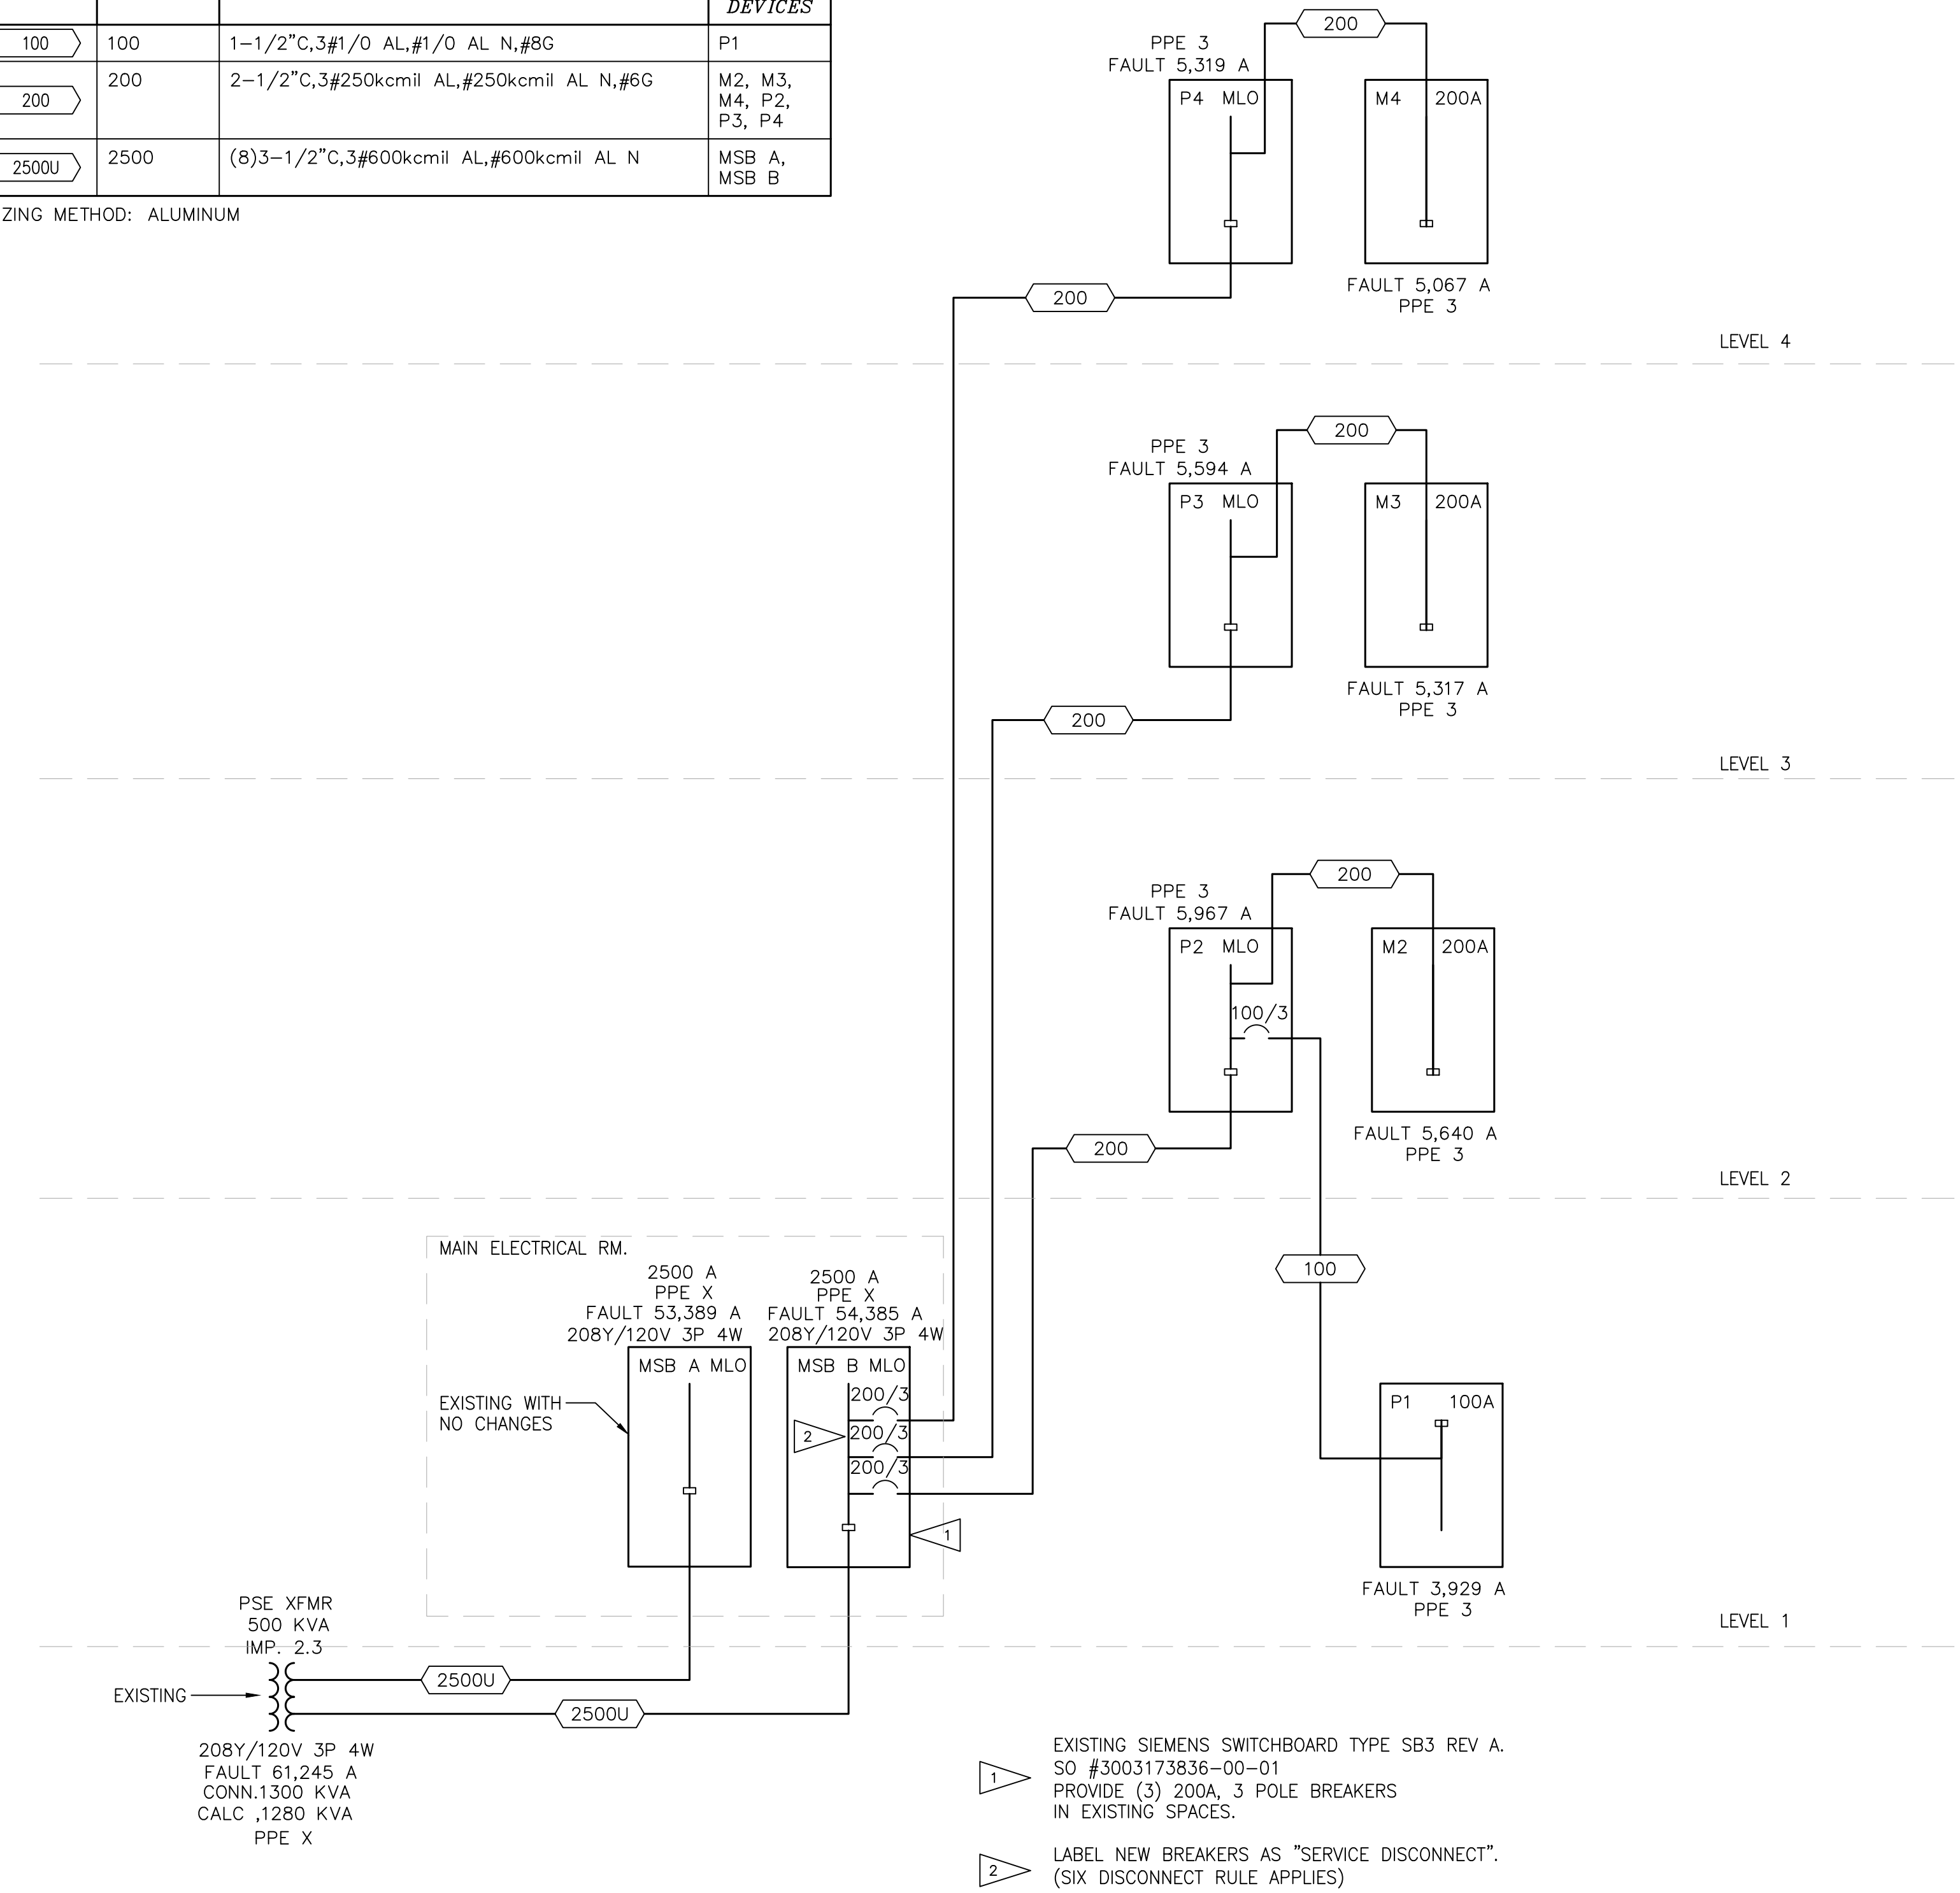 DEVICES
100 100 1-1/2"C,3#1/0 AL,#1/0 AL N,#8G P1
200 200 2-1/2"C,3#250kcmil AL,#250kcmil AL N,#6G M2, M3,
M4, P2,
P3, P4
2500U 2500 (8)3-1/2"C,3#600kcmil AL,#600kcmil AL N MSB A,
MSB B
ZING METHOD: ALUMINUM
200
PPE 3
FAULT 5,319 A
P4 MLO
M4 200A
FAULT 5,067 A
PPE 3
200
LEVEL 4
200
PPE 3
FAULT 5,594 A
P3 MLO
M3 200A
FAULT 5,317 A
PPE 3
200
LEVEL 3
200
PPE 3
FAULT 5,967 A
P2 MLO
100/3
M2 200A
FAULT 5,640 A
PPE 3
200
LEVEL 2
MAIN ELECTRICAL RM.
2500 A
PPE X
FAULT 53,389 A
208Y/120V 3P 4W
MSB A MLO
2500 A
PPE X
FAULT 54,385 A
208Y/120V 3P 4W
MSB B MLO
200/3
200/3
200/3
2
1
EXISTING WITH
NO CHANGES
100
P1 100A
FAULT 3,929 A
PPE 3
LEVEL 1
PSE XFMR
500 KVA
IMP. 2.3
EXISTING
2500U
2500U
208Y/120V 3P 4W
FAULT 61,245 A
CONN.1300 KVA
CALC ,1280 KVA
PPE X
1
EXISTING SIEMENS SWITCHBOARD TYPE SB3 REV A.
SO #3003173836-00-01
PROVIDE (3) 200A, 3 POLE BREAKERS
IN EXISTING SPACES.
2
LABEL NEW BREAKERS AS "SERVICE DISCONNECT".
(SIX DISCONNECT RULE APPLIES)